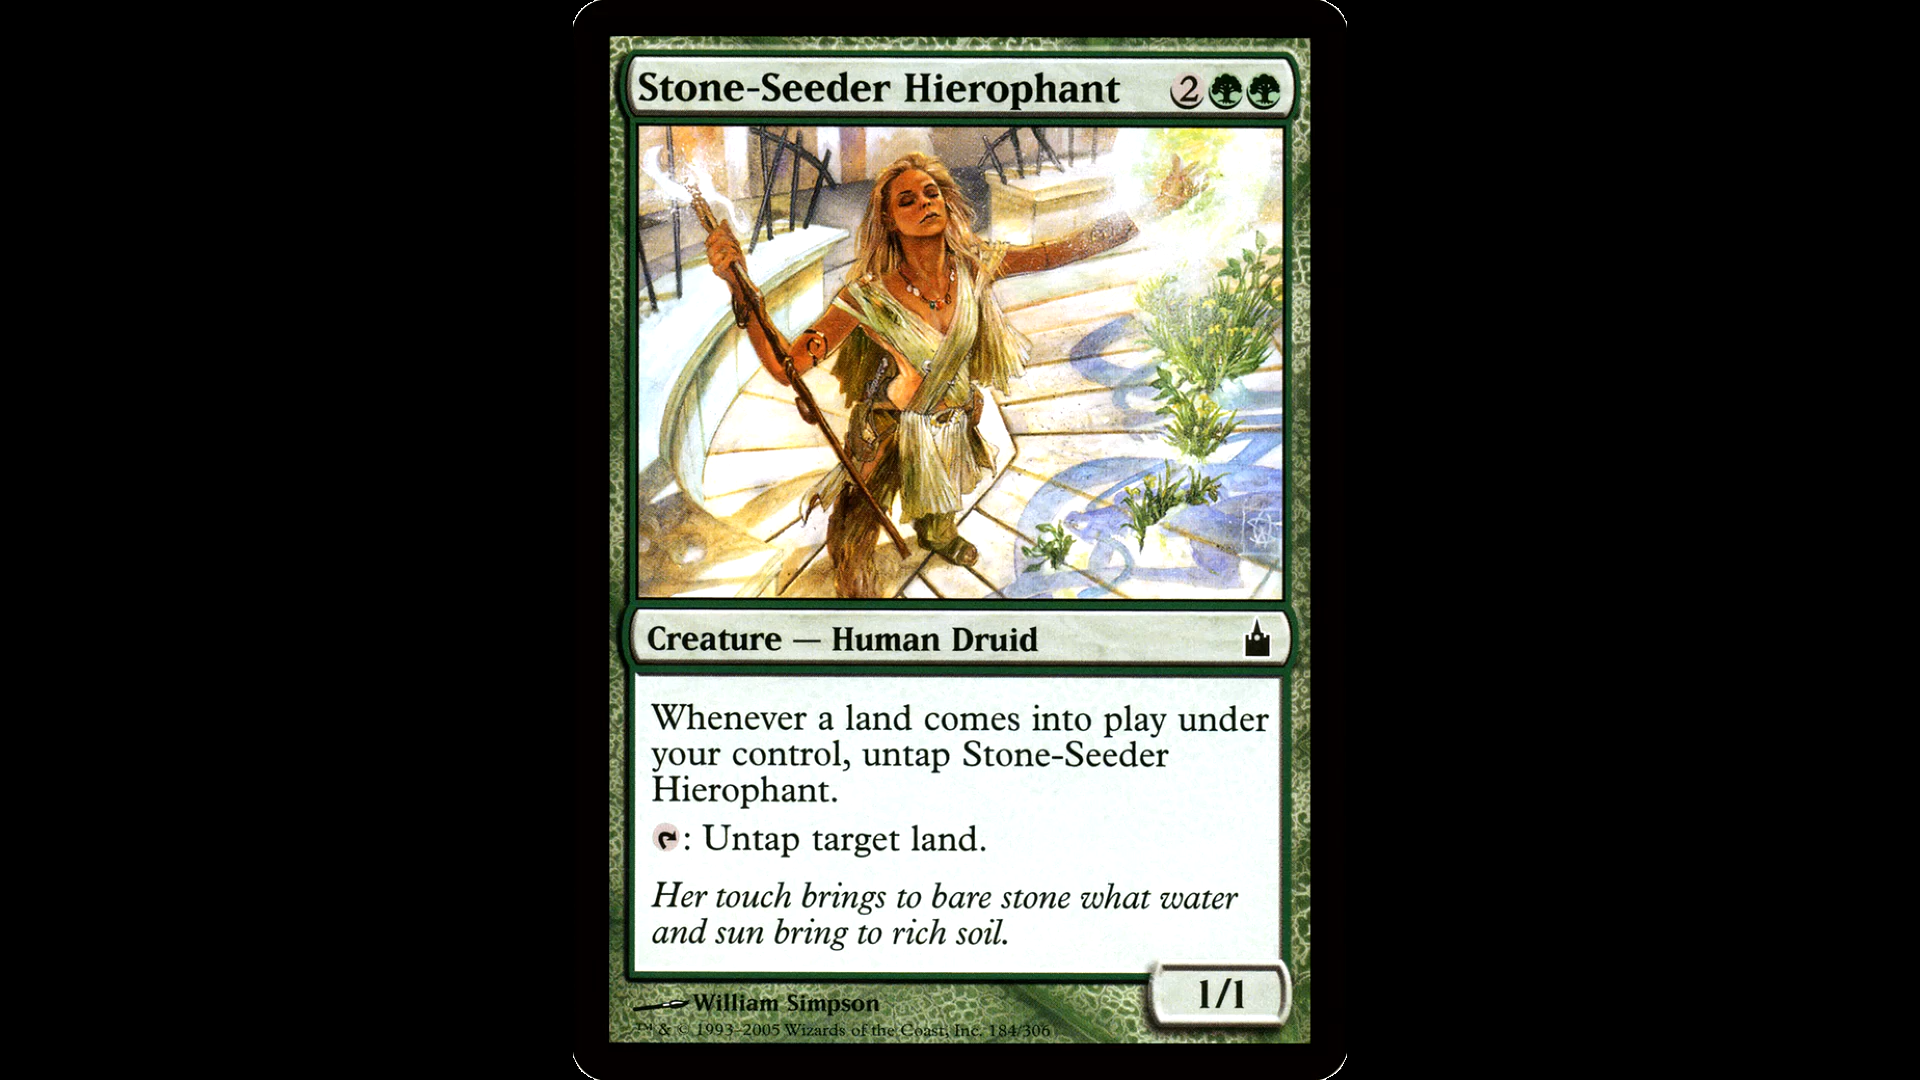 Stone-Seeder Hierophant 2
Creature — Human Druid
Whenever a land comes into play under
your control, untap Stone-Seeder
Hierophant.
: Untap target land.
Her touch brings to bare stone what water
and sun bring to rich soil.
1/1
William Simpson
™ & © 1993–2005 Wizards of the Coast, Inc. 184/306